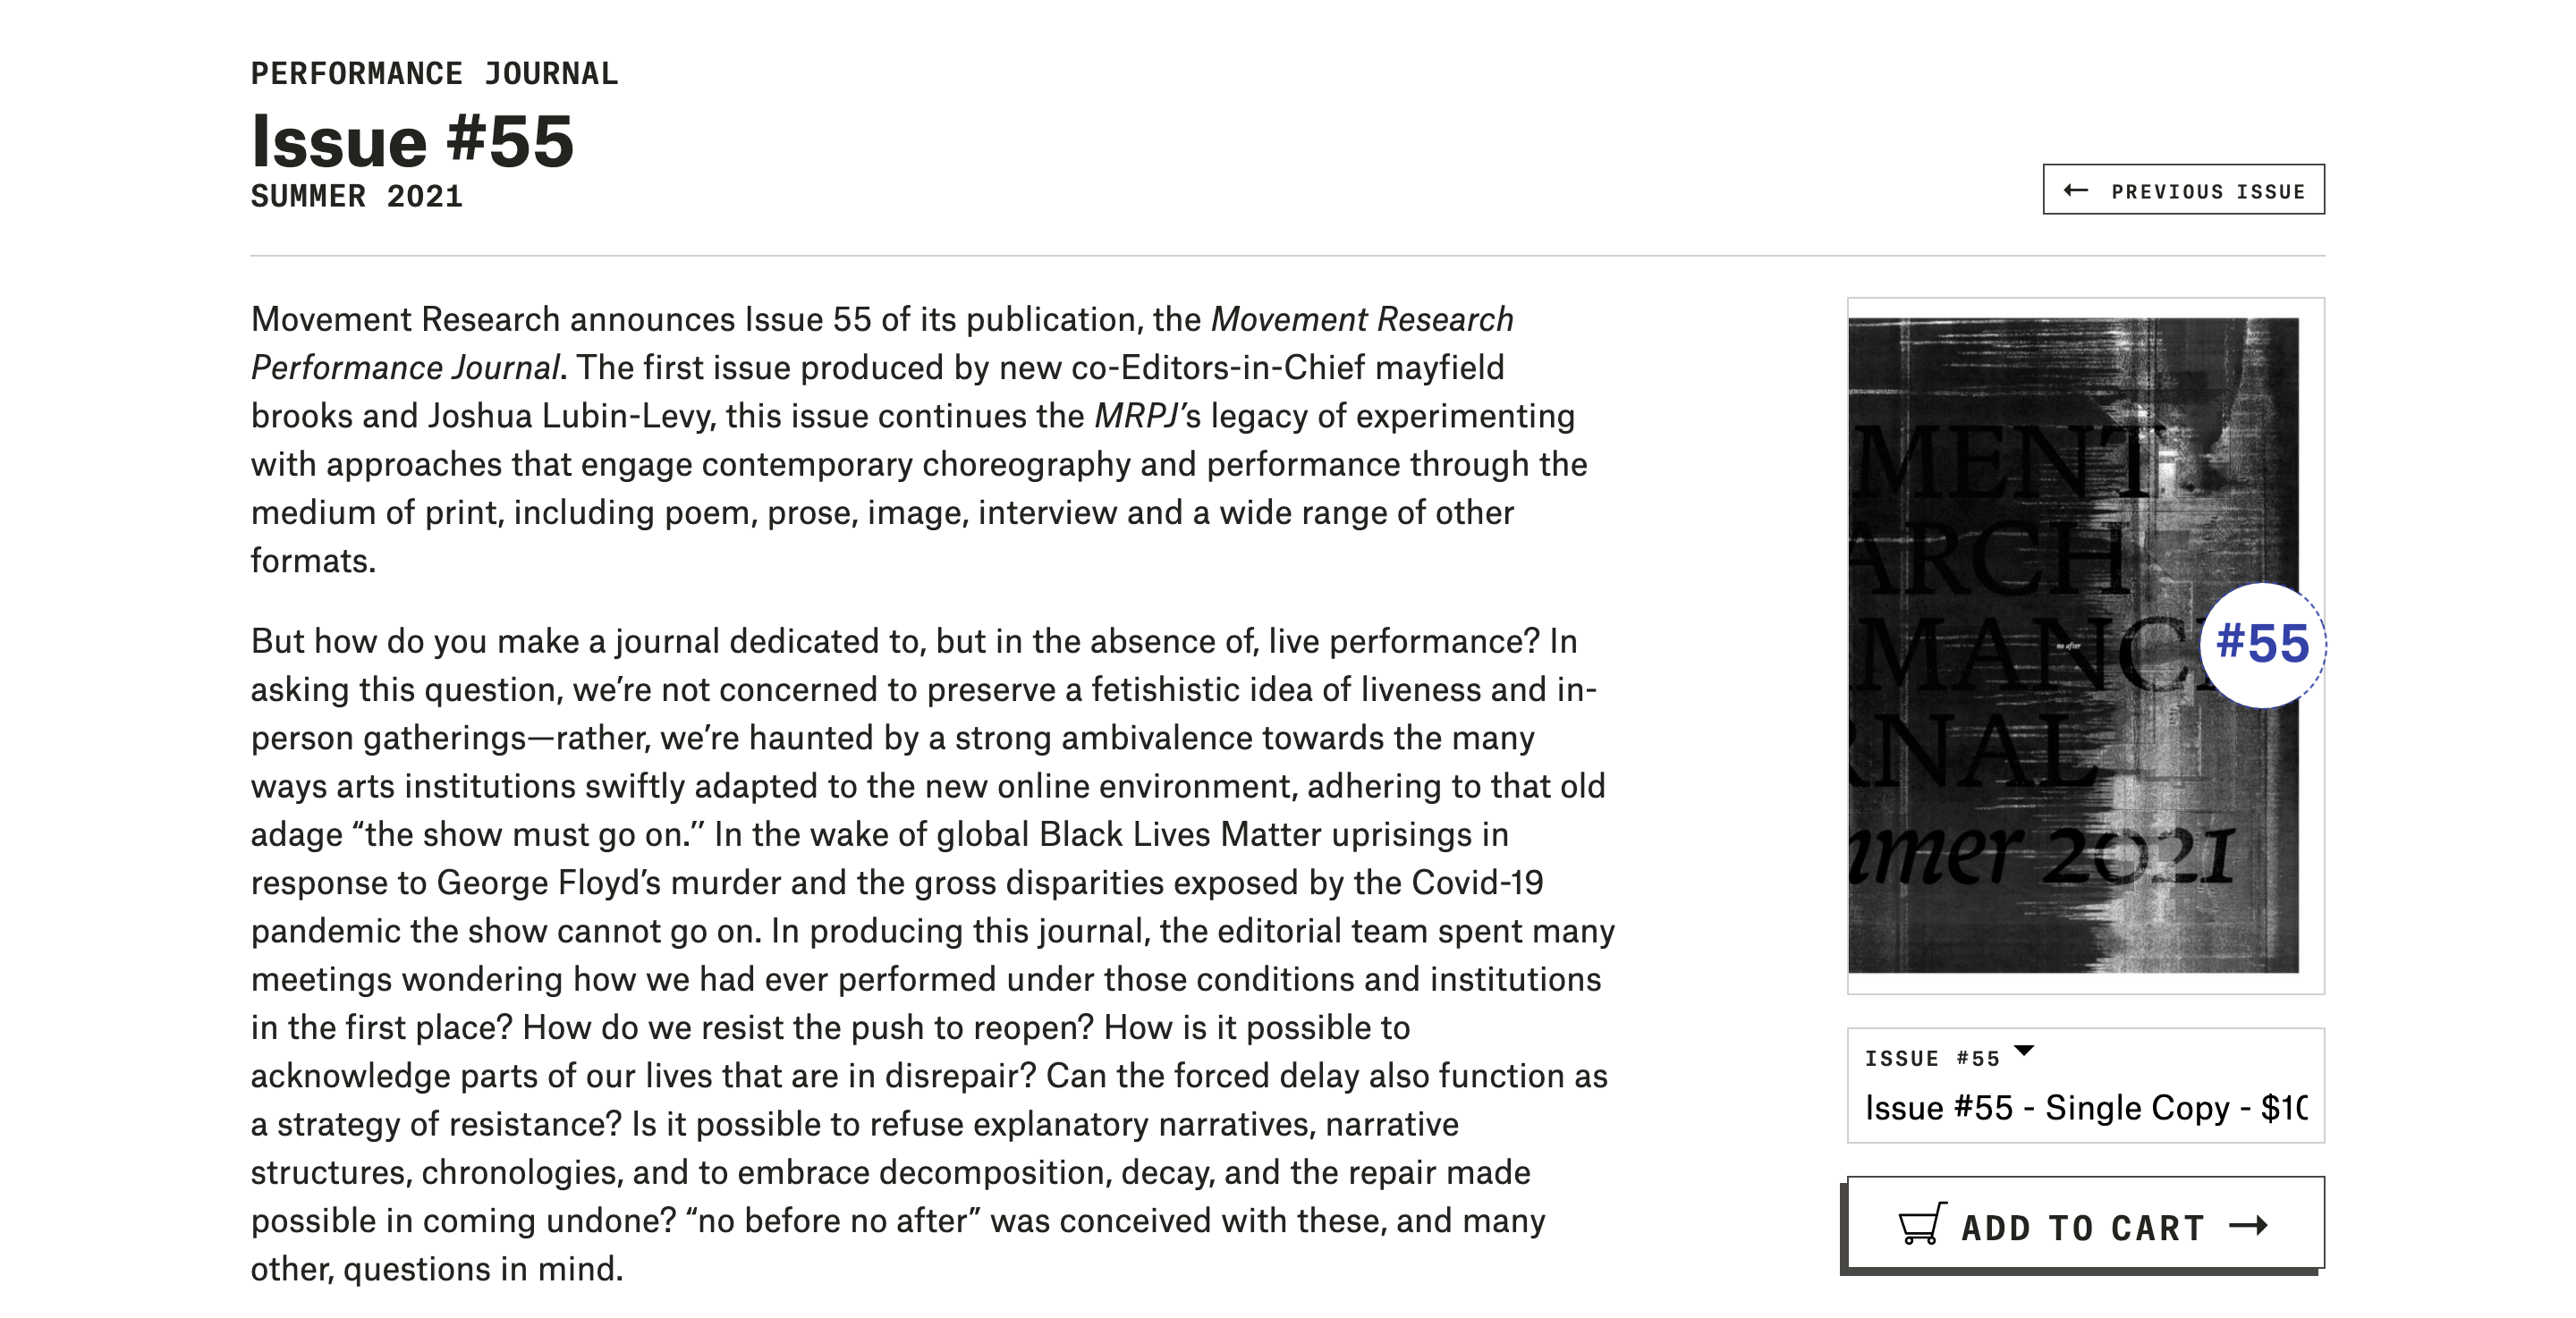 PERFORMANCE JOURNAL
Issue #55
SUMMER 2021
← PREVIOUS ISSUE
Movement Research announces Issue 55 of its publication, the Movement Research
Performance Journal. The first issue produced by new co-Editors-in-Chief mayfield
brooks and Joshua Lubin-Levy, this issue continues the MRPJ’s legacy of experimenting
with approaches that engage contemporary choreography and performance through the
medium of print, including poem, prose, image, interview and a wide range of other
formats.
But how do you make a journal dedicated to, but in the absence of, live performance? In
asking this question, we’re not concerned to preserve a fetishistic idea of liveness and in-
person gatherings—rather, we’re haunted by a strong ambivalence towards the many
ways arts institutions swiftly adapted to the new online environment, adhering to that old
adage “the show must go on.’’ In the wake of global Black Lives Matter uprisings in
response to George Floyd’s murder and the gross disparities exposed by the Covid-19
pandemic the show cannot go on. In producing this journal, the editorial team spent many
meetings wondering how we had ever performed under those conditions and institutions
in the first place? How do we resist the push to reopen? How is it possible to
acknowledge parts of our lives that are in disrepair? Can the forced delay also function as
a strategy of resistance? Is it possible to refuse explanatory narratives, narrative
structures, chronologies, and to embrace decomposition, decay, and the repair made
possible in coming undone? “no before no after” was conceived with these, and many
other, questions in mind.
MENT
ARCH
MANC
no after
#55
RNAL
mmer 2021
ISSUE #55
Issue #55 - Single Copy - $10
ADD TO CART →